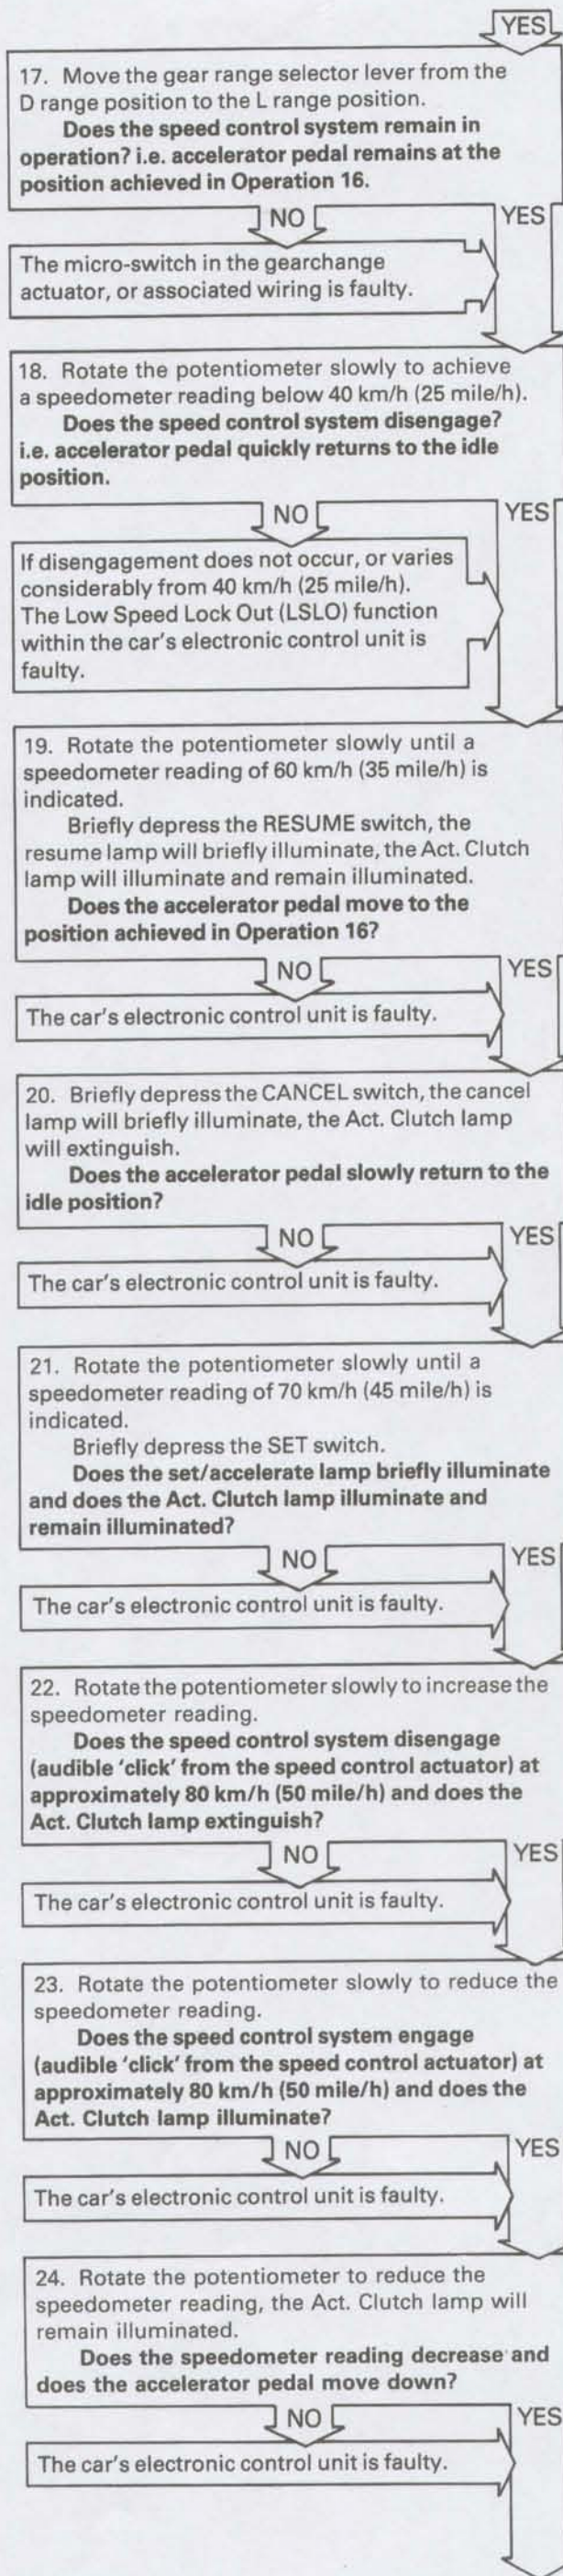 YES
17. Move the gear range selector lever from the
D range position to the L range position.
Does the speed control system remain in
operation? i.e. accelerator pedal remains at the
position achieved in Operation 16.
NO
YES
The micro-switch in the gearchange
actuator, or associated wiring is faulty.
18. Rotate the potentiometer slowly to achieve
a speedometer reading below 40 km/h (25 mile/h).
Does the speed control system disengage?
i.e. accelerator pedal quickly returns to the idle
position.
NO
YES
If disengagement does not occur, or varies
considerably from 40 km/h (25 mile/h).
The Low Speed Lock Out (LSLO) function
within the car's electronic control unit is
faulty.
19. Rotate the potentiometer slowly until a
speedometer reading of 60 km/h (35 mile/h) is
indicated.
Briefly depress the RESUME switch, the
resume lamp will briefly illuminate, the Act. Clutch
lamp will illuminate and remain illuminated.
Does the accelerator pedal move to the
position achieved in Operation 16?
NO
YES
The car's electronic control unit is faulty.
20. Briefly depress the CANCEL switch, the cancel
lamp will briefly illuminate, the Act. Clutch lamp
will extinguish.
Does the accelerator pedal slowly return to the
idle position?
NO
YES
The car's electronic control unit is faulty.
21. Rotate the potentiometer slowly until a
speedometer reading of 70 km/h (45 mile/h) is
indicated.
Briefly depress the SET switch.
Does the set/accelerate lamp briefly illuminate
and does the Act. Clutch lamp illuminate and
remain illuminated?
NO
YES
The car's electronic control unit is faulty.
22. Rotate the potentiometer slowly to increase the
speedometer reading.
Does the speed control system disengage
(audible 'click' from the speed control actuator) at
approximately 80 km/h (50 mile/h) and does the
Act. Clutch lamp extinguish?
NO
YES
The car's electronic control unit is faulty.
23. Rotate the potentiometer slowly to reduce the
speedometer reading.
Does the speed control system engage
(audible 'click' from the speed control actuator) at
approximately 80 km/h (50 mile/h) and does the
Act. Clutch lamp illuminate?
NO
YES
The car's electronic control unit is faulty.
24. Rotate the potentiometer to reduce the
speedometer reading, the Act. Clutch lamp will
remain illuminated.
Does the speedometer reading decrease and
does the accelerator pedal move down?
NO
YES
The car's electronic control unit is faulty.